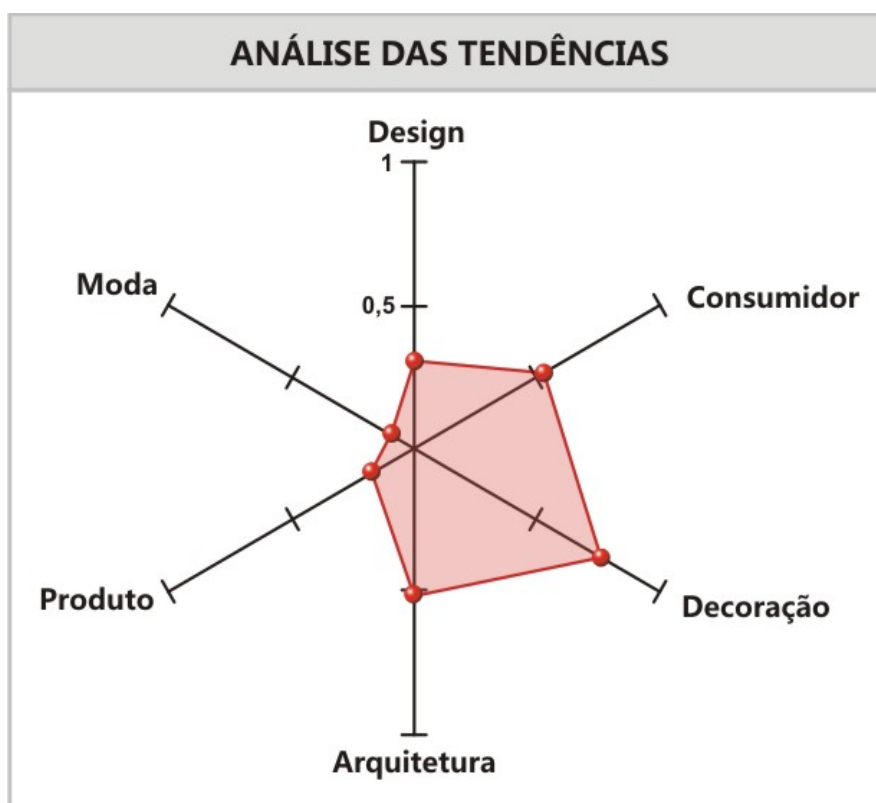 ANÁLISE DAS TENDÊNCIAS
Design
1
Moda
0,5
Consumidor
Produto
Decoração
Arquitetura